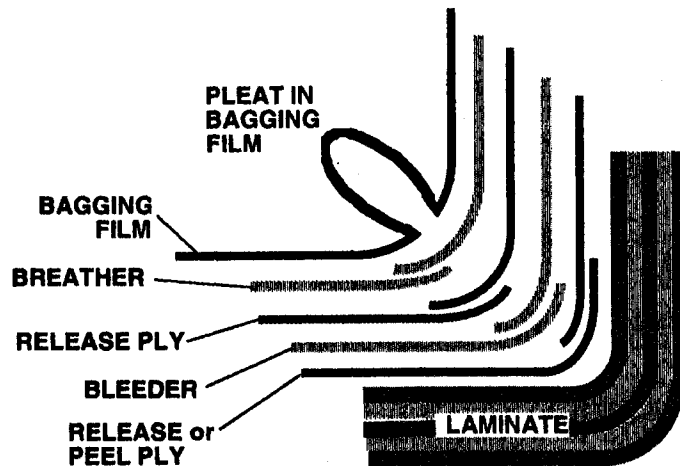 PLEAT IN
BAGGING
FILM
BAGGING
FILM
BREATHER
RELEASE PLY
BLEEDER
RELEASE or
PEEL PLY
LAMINATE